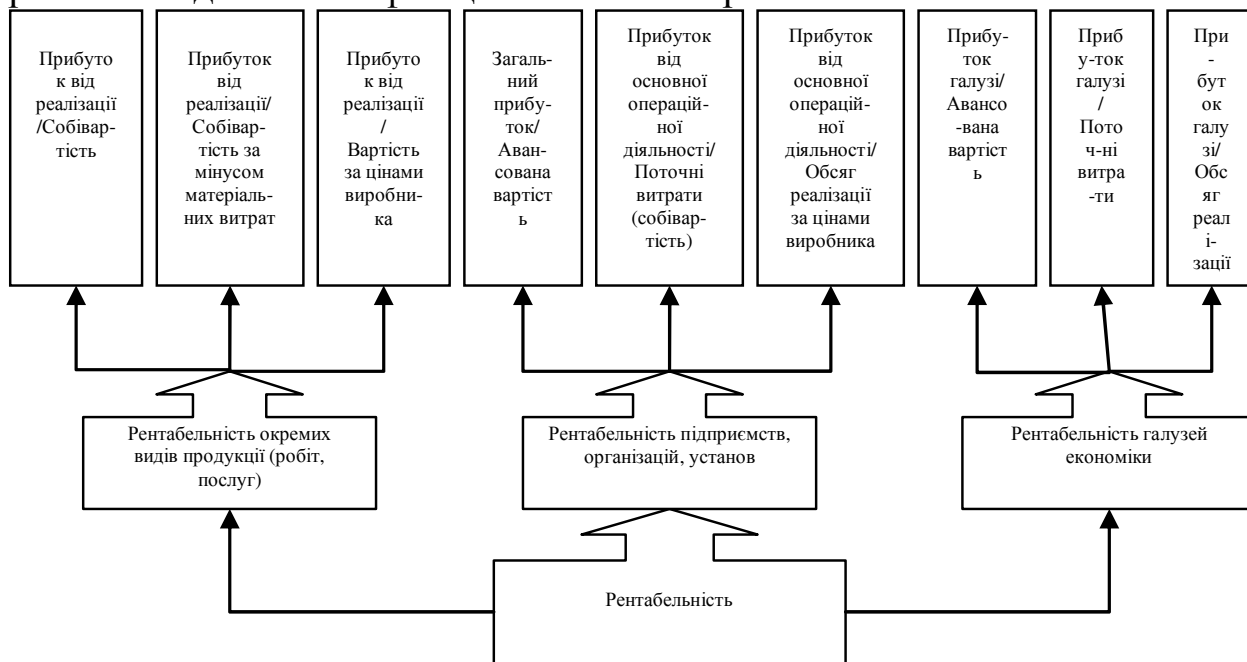 Прибуто
к від
реалізації
/Собівар-
тість
Прибуток
від
реалізації/
Собівар-
тість за
мінусом
матеріаль-
них витрат
Прибуто
к від
реалізації
/
Вартість
за цінами
виробни-
ка
Загаль-
ний
прибу-
ток/
Аван-
сована
вартіст
ь
Прибуток
від
основної
операцій-
ної
діяльності/
Поточні
витрати
(собівар-
тість)
Прибуток
від
основної
операцій-
ної
діяльності/
Обсяг
реалізації
за цінами
виробника
Прибу-
ток
галузі/
Авансо
-вана
вартіст
ь
Приб
у-ток
галузі
/
Пото
ч-ні
витра
-ти
При
-
бут
ок
галу
зі/
Обс
яг
реал
і-
зації
Рентабельність окремих
видів продукції (робіт,
послуг)
Рентабельність підприємств,
організацій, установ
Рентабельність галузей
економіки
Рентабельність